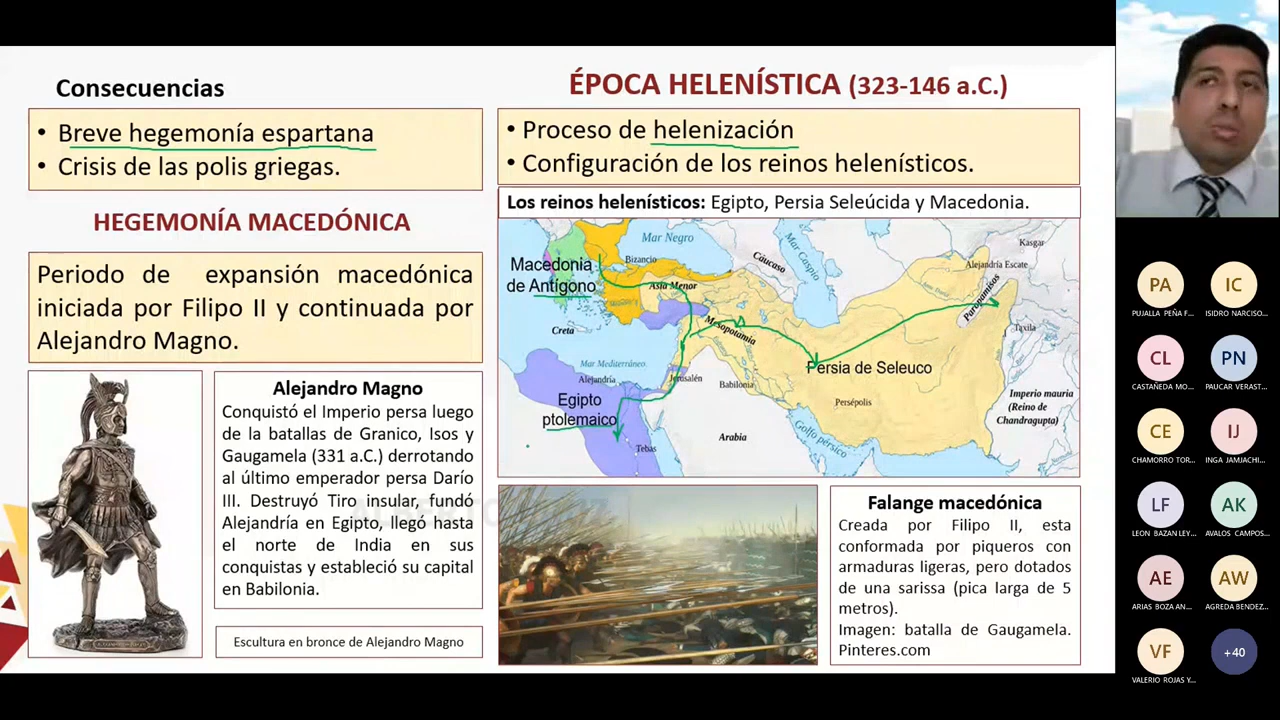 Consecuencias
• Breve hegemonía espartana
• Crisis de las polis griegas.
HEGEMONÍA MACEDÓNICA
Periodo de expansión macedónica
iniciada por Filipo II y continuada por
Alejandro Magno.
Alejandro Magno
Conquistó el Imperio persa luego
de la batallas de Granico, Isos y
Gaugamela (331 a.C.) derrotando
al último emperador persa Darío
III. Destruyó Tiro insular, fundó
Alejandría en Egipto, llegó hasta
el norte de India en sus
conquistas y estableció su capital
en Babilonia.
Escultura en bronce de Alejandro Magno
ÉPOCA HELENÍSTICA (323-146 a.C.)
• Proceso de helenización
• Configuración de los reinos helenísticos.
Los reinos helenísticos: Egipto, Persia Seleúcida y Macedonia.
Mar Negro
Mar Caspio
Kasgar
Bizancio
Cáucaso
Alejandría Escate
Macedonia
de Antígono
Asia Menor
Paropamisos
Creta
Mesopotamia
Taxila
Mar Mediterráneo
Alejandría
Jerusalén
Babilonia
Persia de Seleuco
Persépolis
Egipto
ptolemaico
Imperio mauria
(Reino de
Chandragupta)
Golfo pérsico
Arabia
Tebas
Falange macedónica
Creada por Filipo II, esta
conformada por piqueros con
armaduras ligeras, pero dotados
de una sarissa (pica larga de 5
metros).
Imagen: batalla de Gaugamela.
Pinteres.com
PA
PUJALLA PEÑA F...
IC
ISIDRO NARCISO...
CL
CASTAÑEDA MO...
PN
PAUCAR VERAST...
CE
CHAMORRO TOR...
IJ
INGA JAMJACHI...
LF
LEON BAZAN LEY...
AK
AVALOS CAMPOS...
AE
ARIAS BOZA AN...
AW
AGREDA BENDEZ...
VF
VALERIO ROJAS Y...
+40